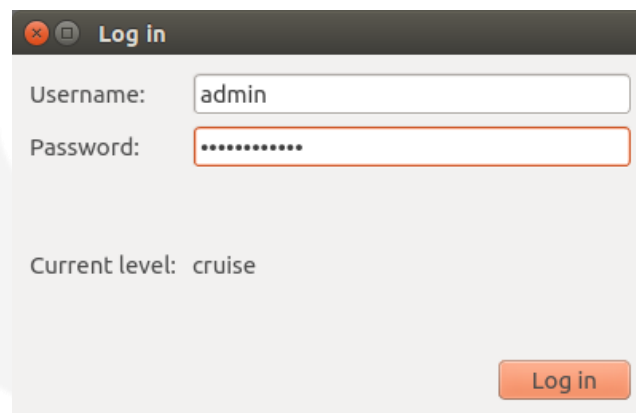 Log in
Username: admin
Password: ••••••••••••
Current level: cruise
Log in